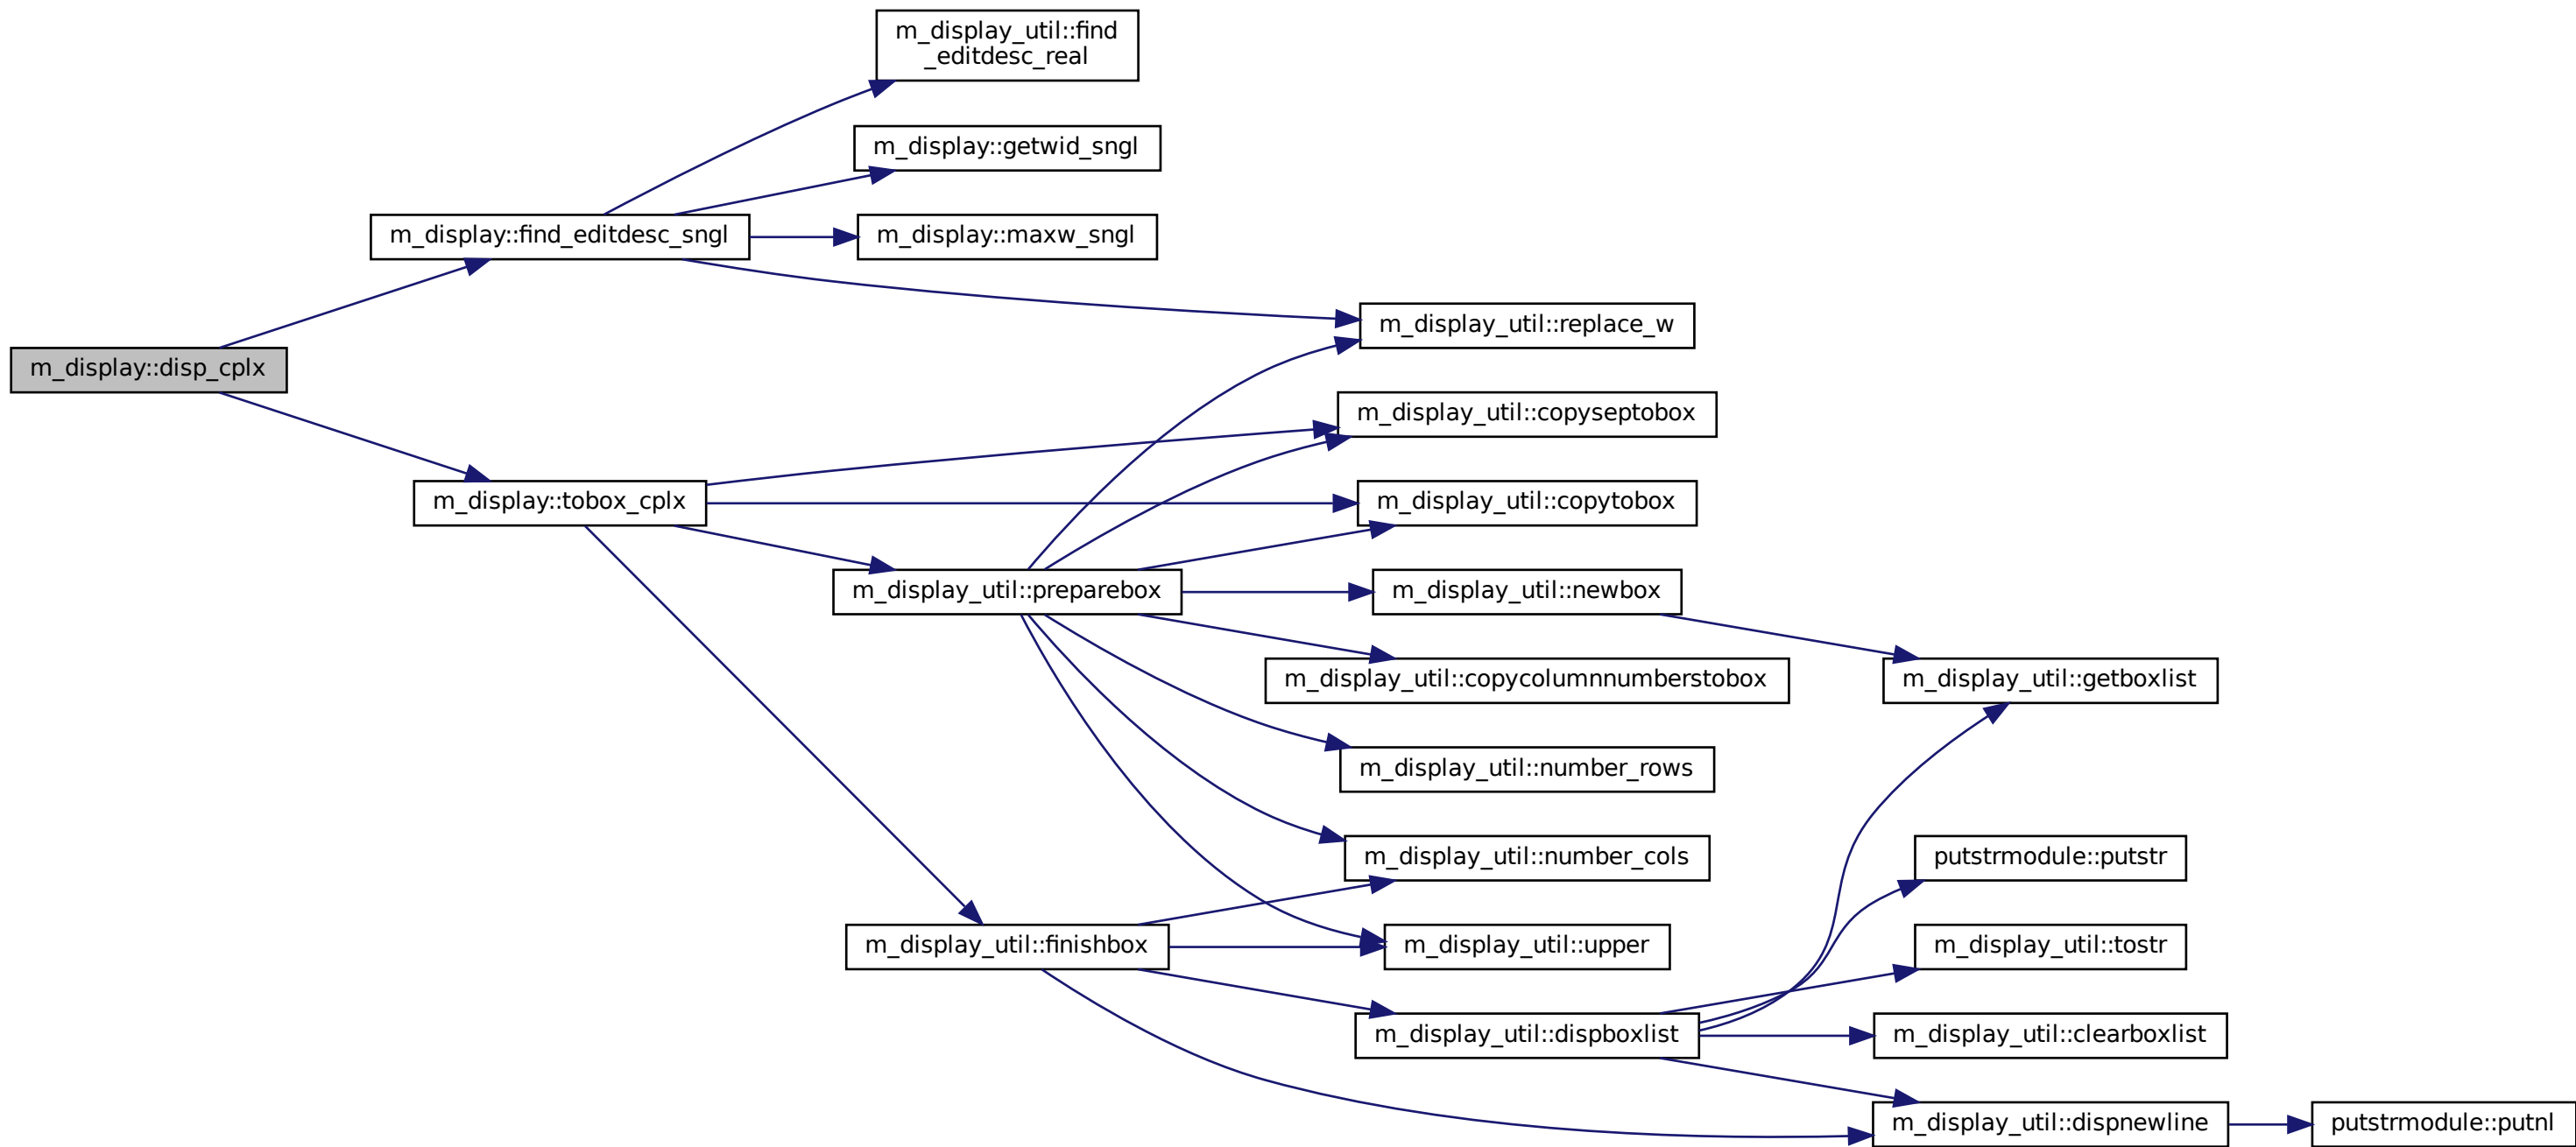 m_display_util::find
_editdesc_real
m_display::getwid_sngl
m_display::find_editdesc_sngl
m_display::maxw_sngl
m_display_util::replace_w
m_display::disp_cplx
m_display_util::copyseptobox
m_display::tobox_cplx
m_display_util::copytobox
m_display_util::preparebox
m_display_util::newbox
m_display_util::copycolumnnumberstobox
m_display_util::getboxlist
m_display_util::number_rows
m_display_util::number_cols
putstrmodule::putstr
m_display_util::finishbox
m_display_util::upper
m_display_util::tostr
m_display_util::dispboxlist
m_display_util::clearboxlist
m_display_util::dispnewline
putstrmodule::putnl